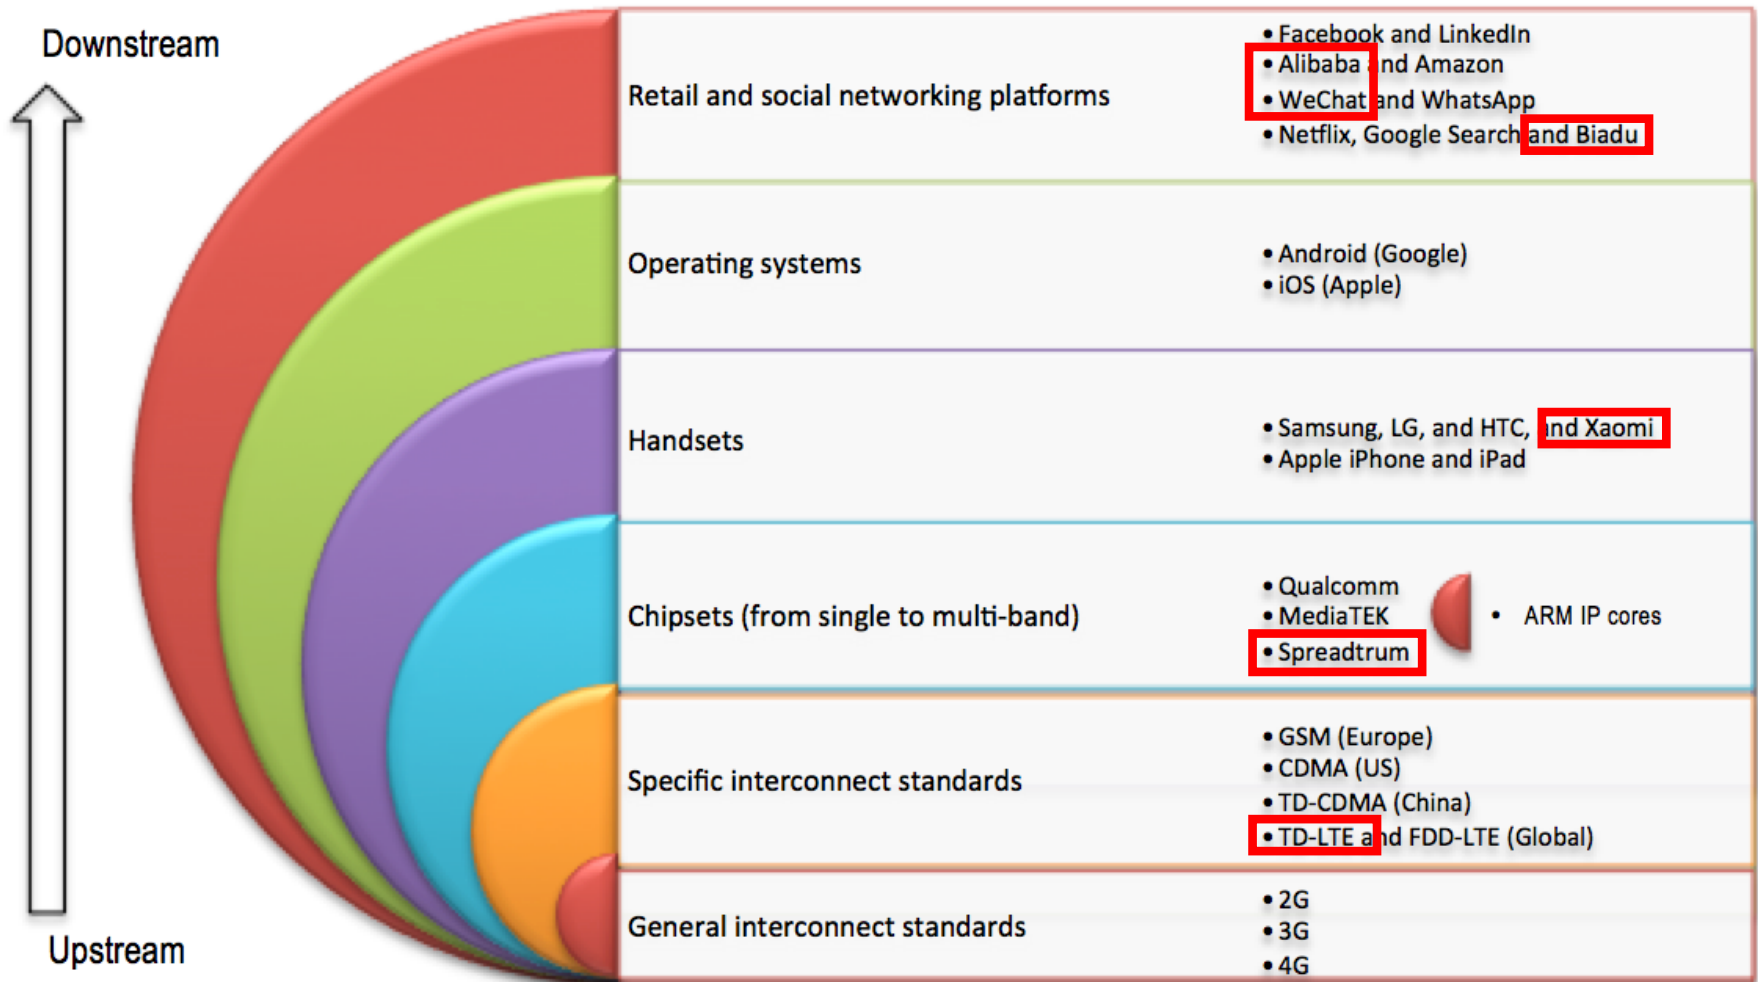 Downstream
Retail and social networking platforms
• Facebook and LinkedIn
• Alibaba and Amazon
• WeChat and WhatsApp
• Netflix, Google Search and Biadu
Operating systems
• Android (Google)
• iOS (Apple)
Handsets
• Samsung, LG, and HTC, and Xaomi
• Apple iPhone and iPad
Chipsets (from single to multi-band)
• Qualcomm
• MediaTEK
• Spreadtrum
• ARM IP cores
Specific interconnect standards
• GSM (Europe)
• CDMA (US)
• TD-CDMA (China)
• TD-LTE and FDD-LTE (Global)
General interconnect standards
• 2G
• 3G
• 4G
Upstream